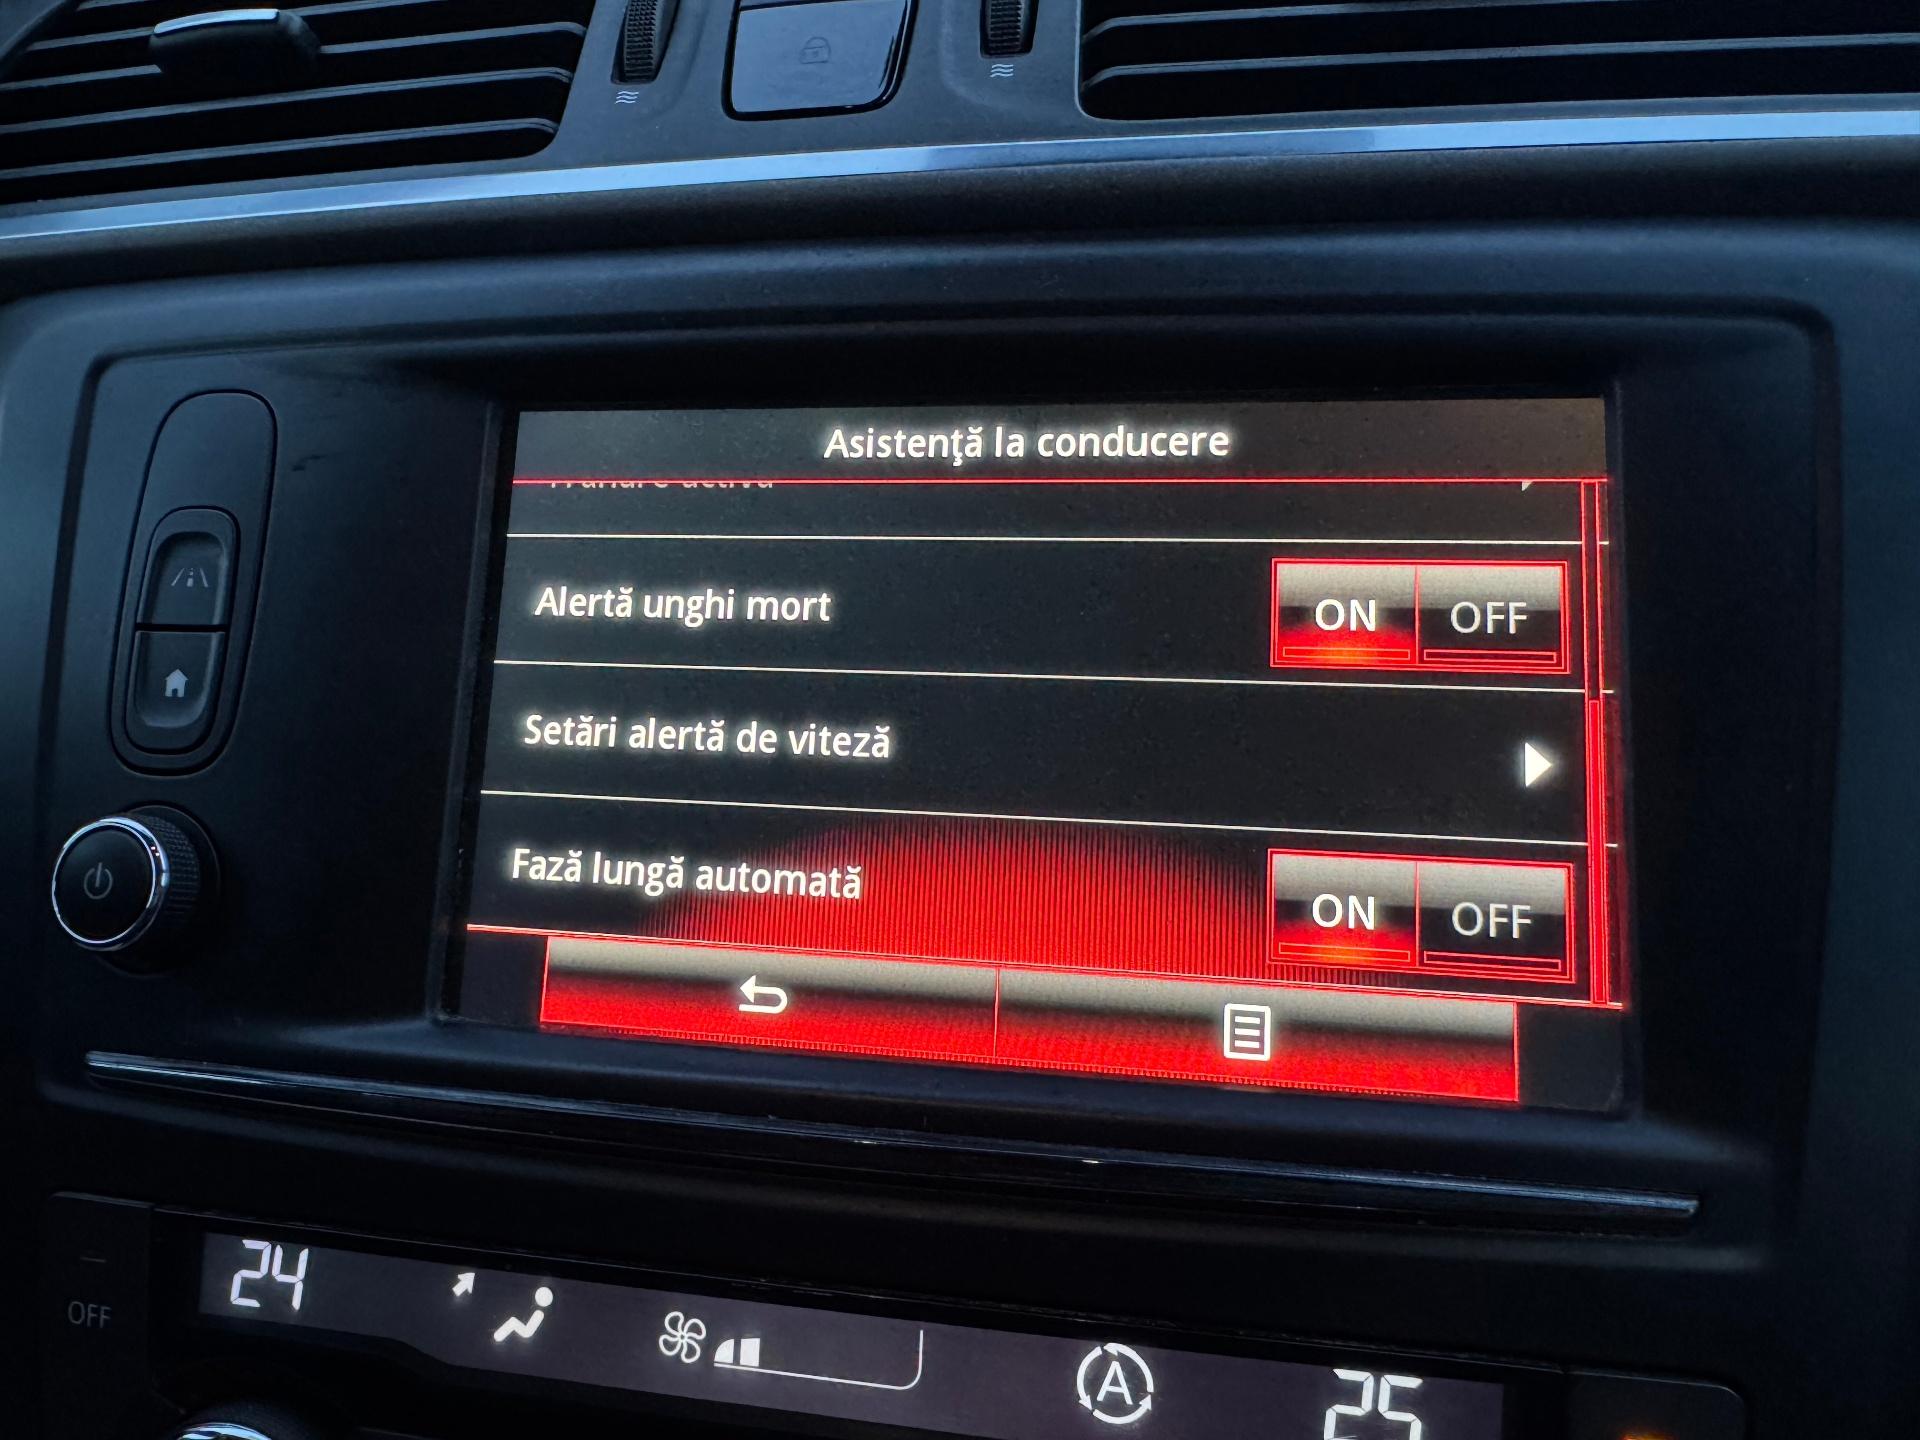 Asistenţă la conducere
Alertă unghi mort
ON OFF
Setări alertă de viteză
Fază lungă automată
ON OFF
OFF
24
A
25